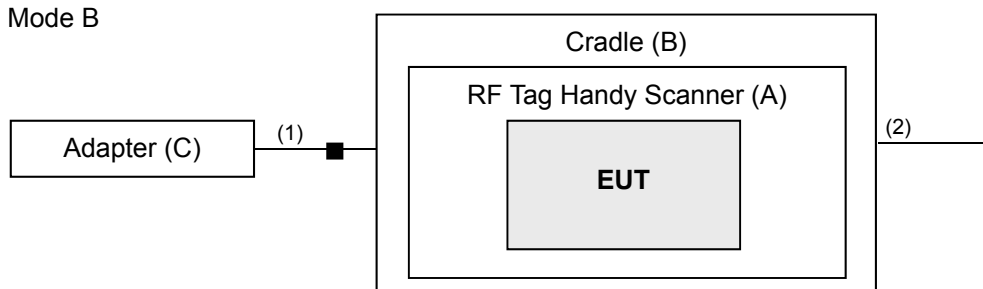 Mode B
Cradle (B)
RF Tag Handy Scanner (A)
Adapter (C)
(1)
(2)
EUT